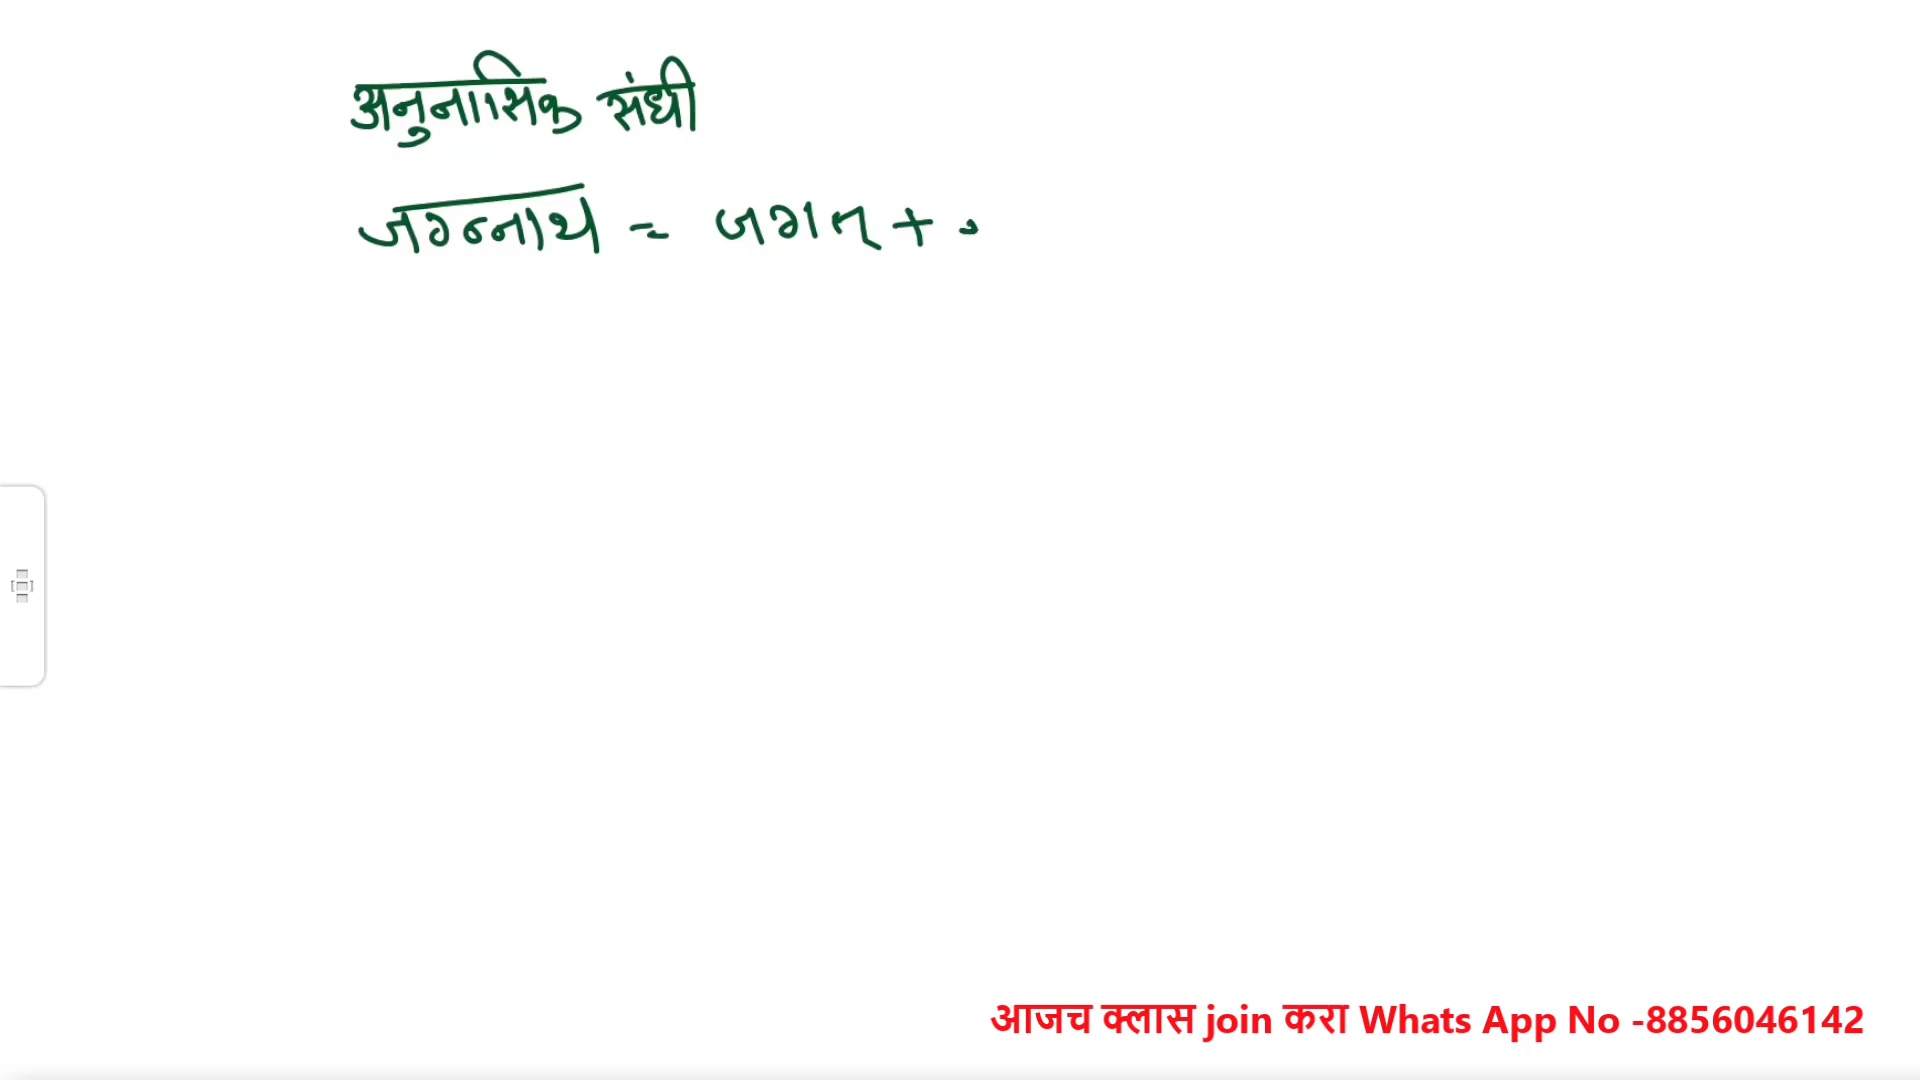 अनुनासिक संधी
जगन्नाथ = जगत् +
आजच क्लास join करा Whats App No -8856046142